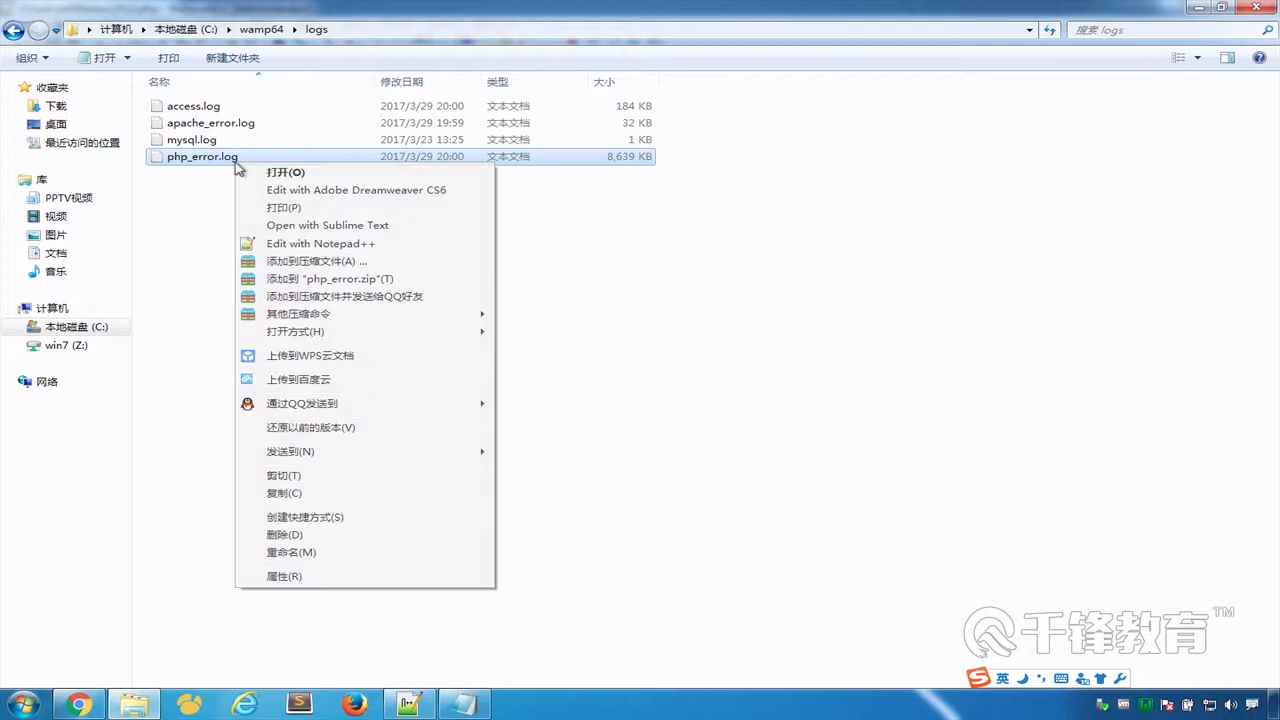 计算机 本地磁盘 (C:) wamp64 logs 搜索 logs
组织 打开 打印 新建文件夹
名称 修改日期 类型 大小
收藏夹
下载
桌面
最近访问的位置
库
PPTV视频
视频
图片
文档
音乐
计算机
本地磁盘 (C:)
win7 (Z:)
网络
access.log 2017/3/29 20:00 文本文档 184 KB
apache_error.log 2017/3/29 19:59 文本文档 32 KB
mysql.log 2017/3/23 13:25 文本文档 1 KB
php_error.log 2017/3/29 20:00 文本文档 8,639 KB
打开(O)
Edit with Adobe Dreamweaver CS6
打印(P)
Open with Sublime Text
Edit with Notepad++
添加到压缩文件(A) ...
添加到 "php_error.zip"(T)
添加到压缩文件并发送给QQ好友
其他压缩命令
打开方式(H)
上传到WPS云文档
上传到百度云
通过QQ发送到
还原以前的版本(V)
发送到(N)
剪切(T)
复制(C)
创建快捷方式(S)
删除(D)
重命名(M)
属性(R)
千锋教育TM
英